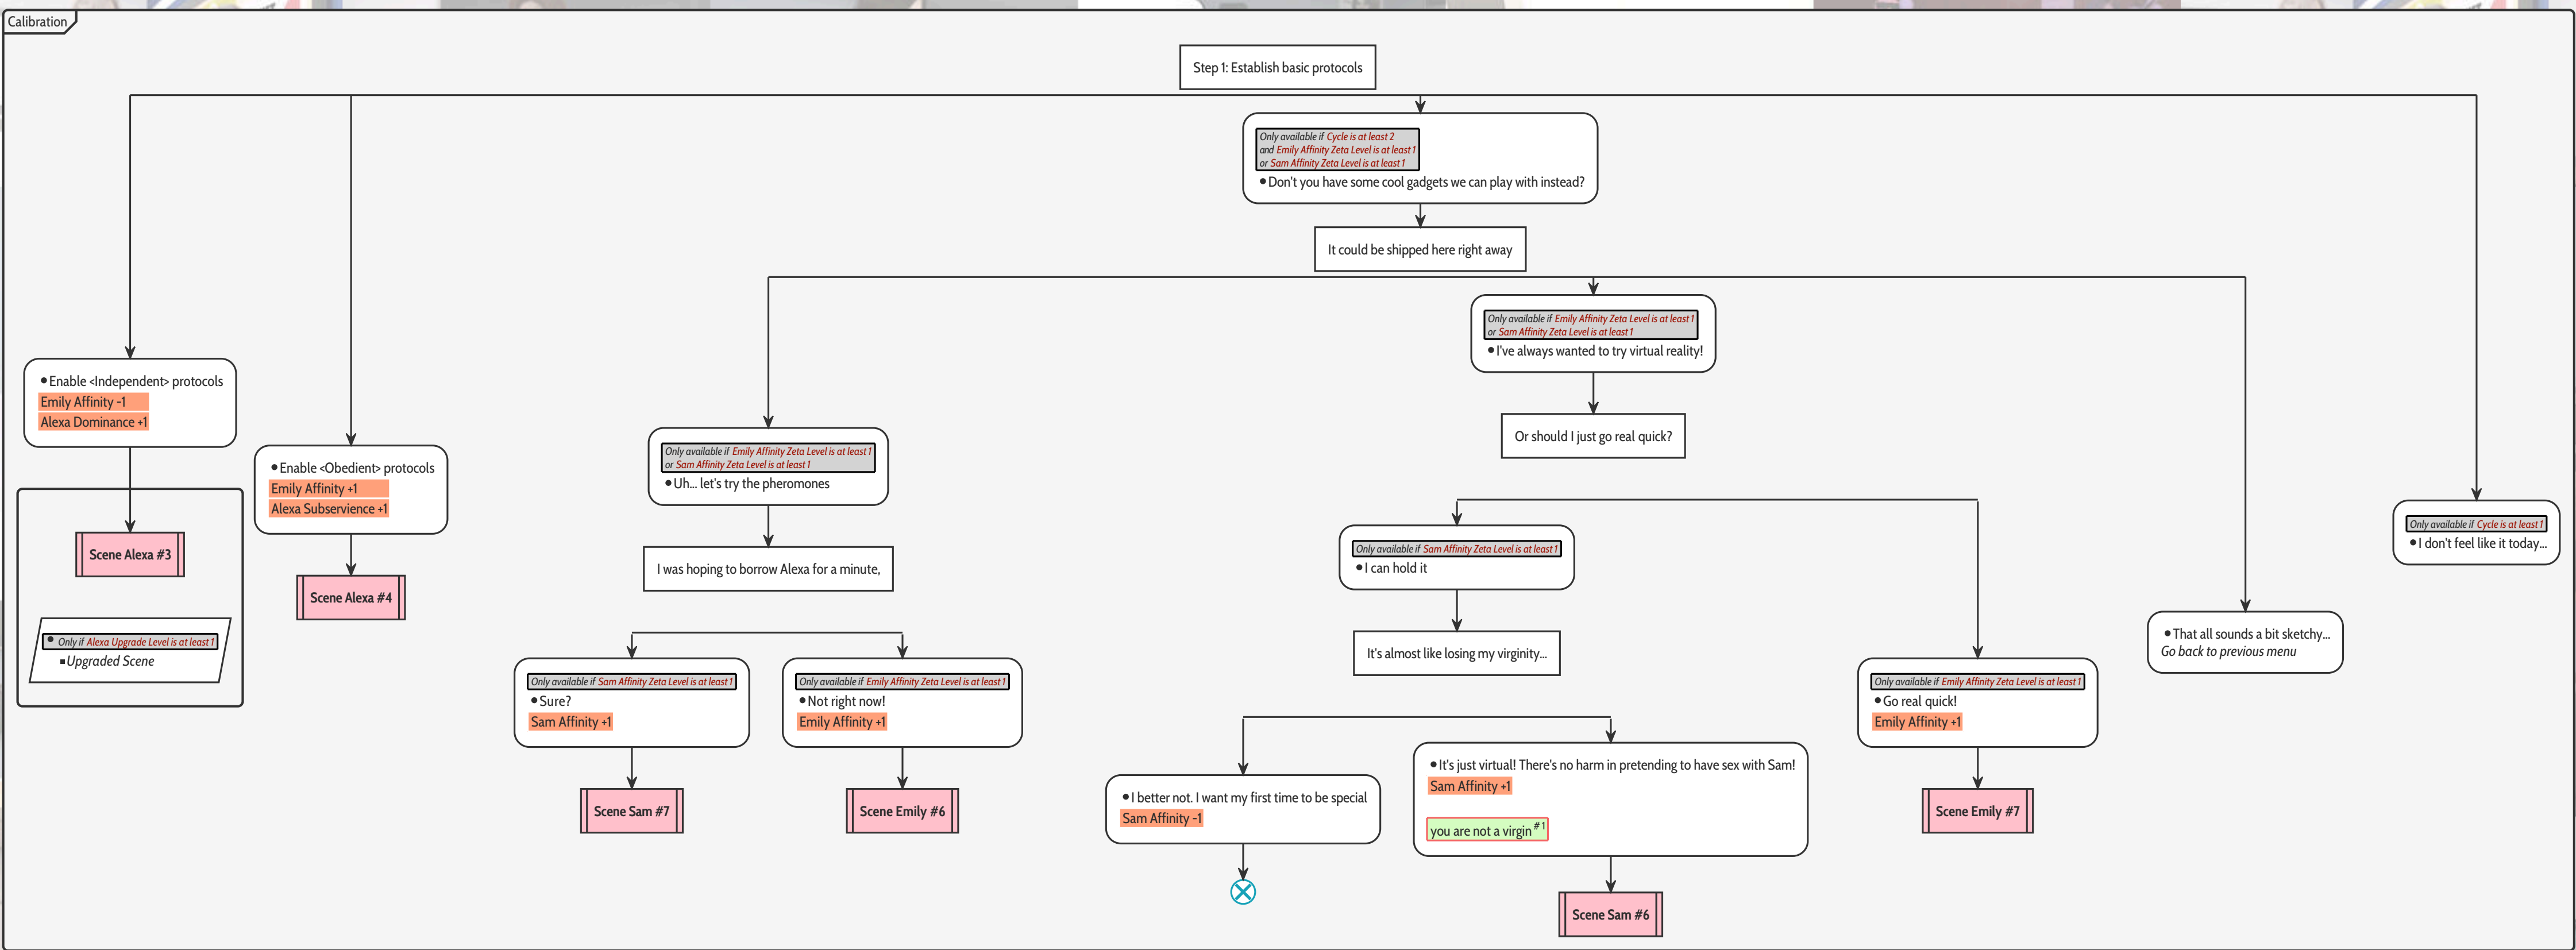 Calibration
Step 1: Establish basic protocols
Only available if Cycle is at least 2
and Emily Affinity Zeta Level is at least 1
or Sam Affinity Zeta Level is at least 1
•Don't you have some cool gadgets we can play with instead?
It could be shipped here right away
Only available if Emily Affinity Zeta Level is at least 1
or Sam Affinity Zeta Level is at least 1
•I've always wanted to try virtual reality!
Or should I just go real quick?
•Enable <Independent> protocols
Emily Affinity -1
Alexa Dominance +1
Scene Alexa #3
• Only if Alexa Upgrade Level is at least 1
▪Upgraded Scene
•Enable <Obedient> protocols
Emily Affinity +1
Alexa Subservience +1
Scene Alexa #4
Only available if Emily Affinity Zeta Level is at least 1
or Sam Affinity Zeta Level is at least 1
•Uh... let's try the pheromones
I was hoping to borrow Alexa for a minute,
Only available if Sam Affinity Zeta Level is at least 1
•Sure?
Sam Affinity +1
Scene Sam #7
Only available if Emily Affinity Zeta Level is at least 1
•Not right now!
Emily Affinity +1
Scene Emily #6
Only available if Sam Affinity Zeta Level is at least 1
•I can hold it
It's almost like losing my virginity...
•I better not. I want my first time to be special
Sam Affinity -1
•It's just virtual! There's no harm in pretending to have sex with Sam!
Sam Affinity +1
you are not a virgin #1
Scene Sam #6
Only available if Emily Affinity Zeta Level is at least 1
•Go real quick!
Emily Affinity +1
Scene Emily #7
•That all sounds a bit sketchy...
Go back to previous menu
Only available if Cycle is at least 1
•I don't feel like it today...